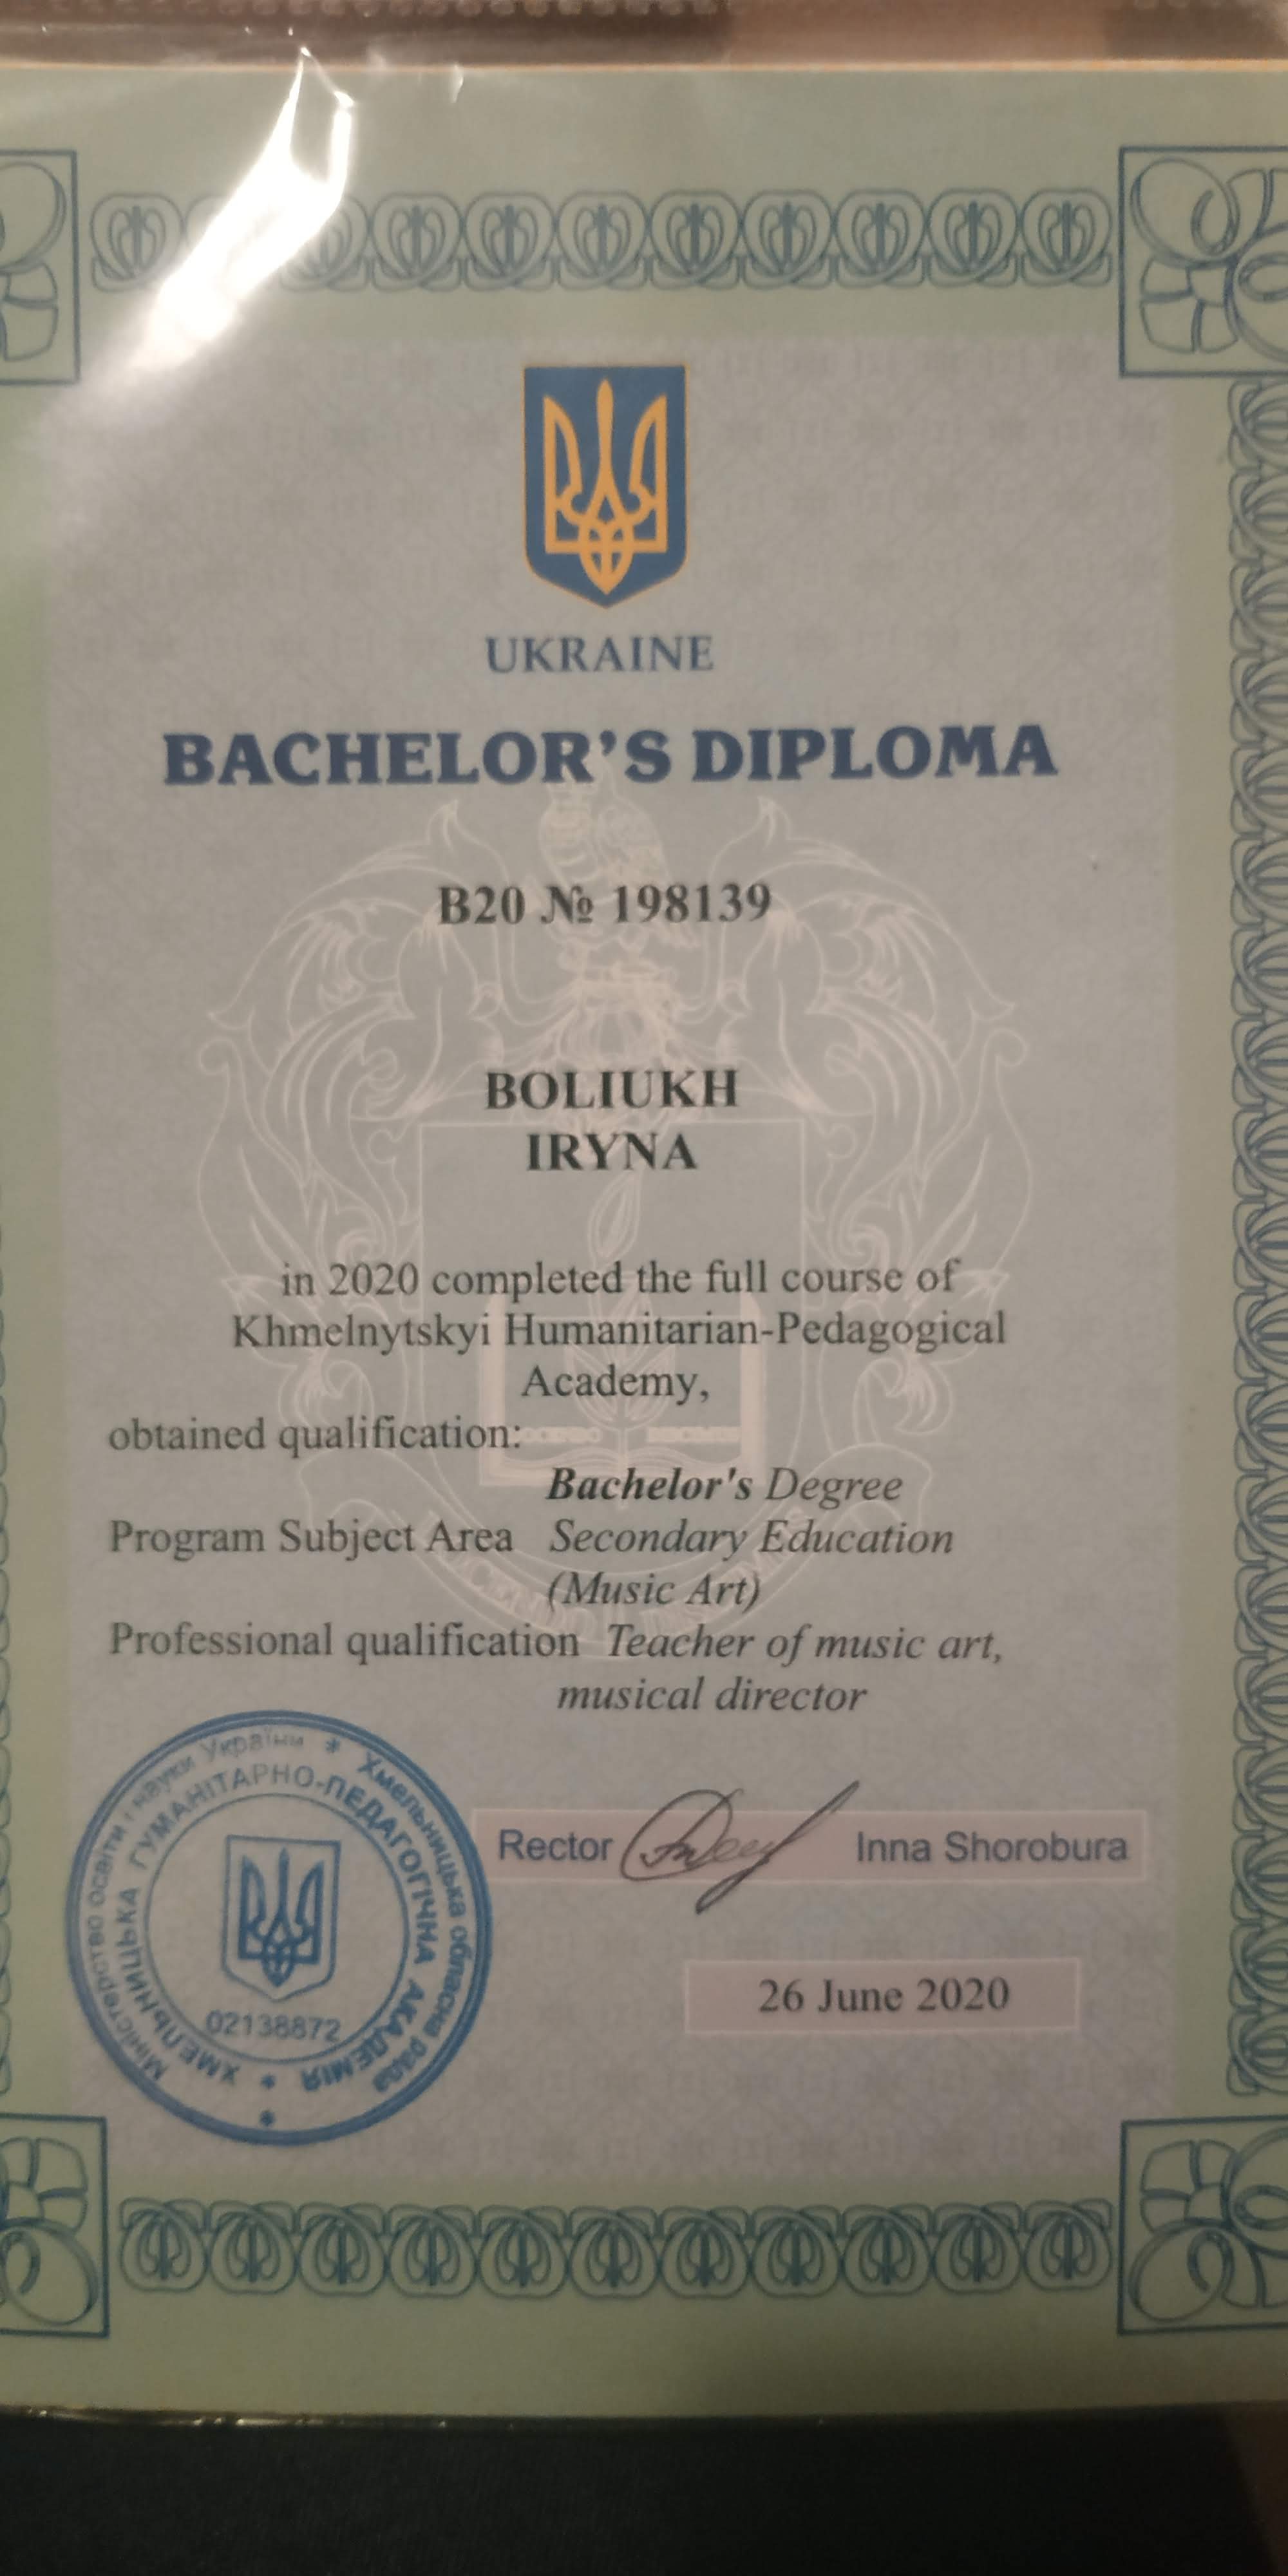 UKRAINE
BACHELOR'S DIPLOMA
B20 № 198139
BOLIUKH
IRYNA
in 2020 completed the full course of
Khmelnytskyi Humanitarian-Pedagogical
Academy,
obtained qualification:
Bachelor's Degree
Program Subject Area Secondary Education
(Music Art)
Professional qualification Teacher of music art,
musical director
Міністерство освіти і науки України * Хмельницька обласна рада
ХМЕЛЬНИЦЬКА ГУМАНІТАРНО-ПЕДАГОГІЧНА АКАДЕМІЯ
02138872
Rector Inna Shorobura
26 June 2020